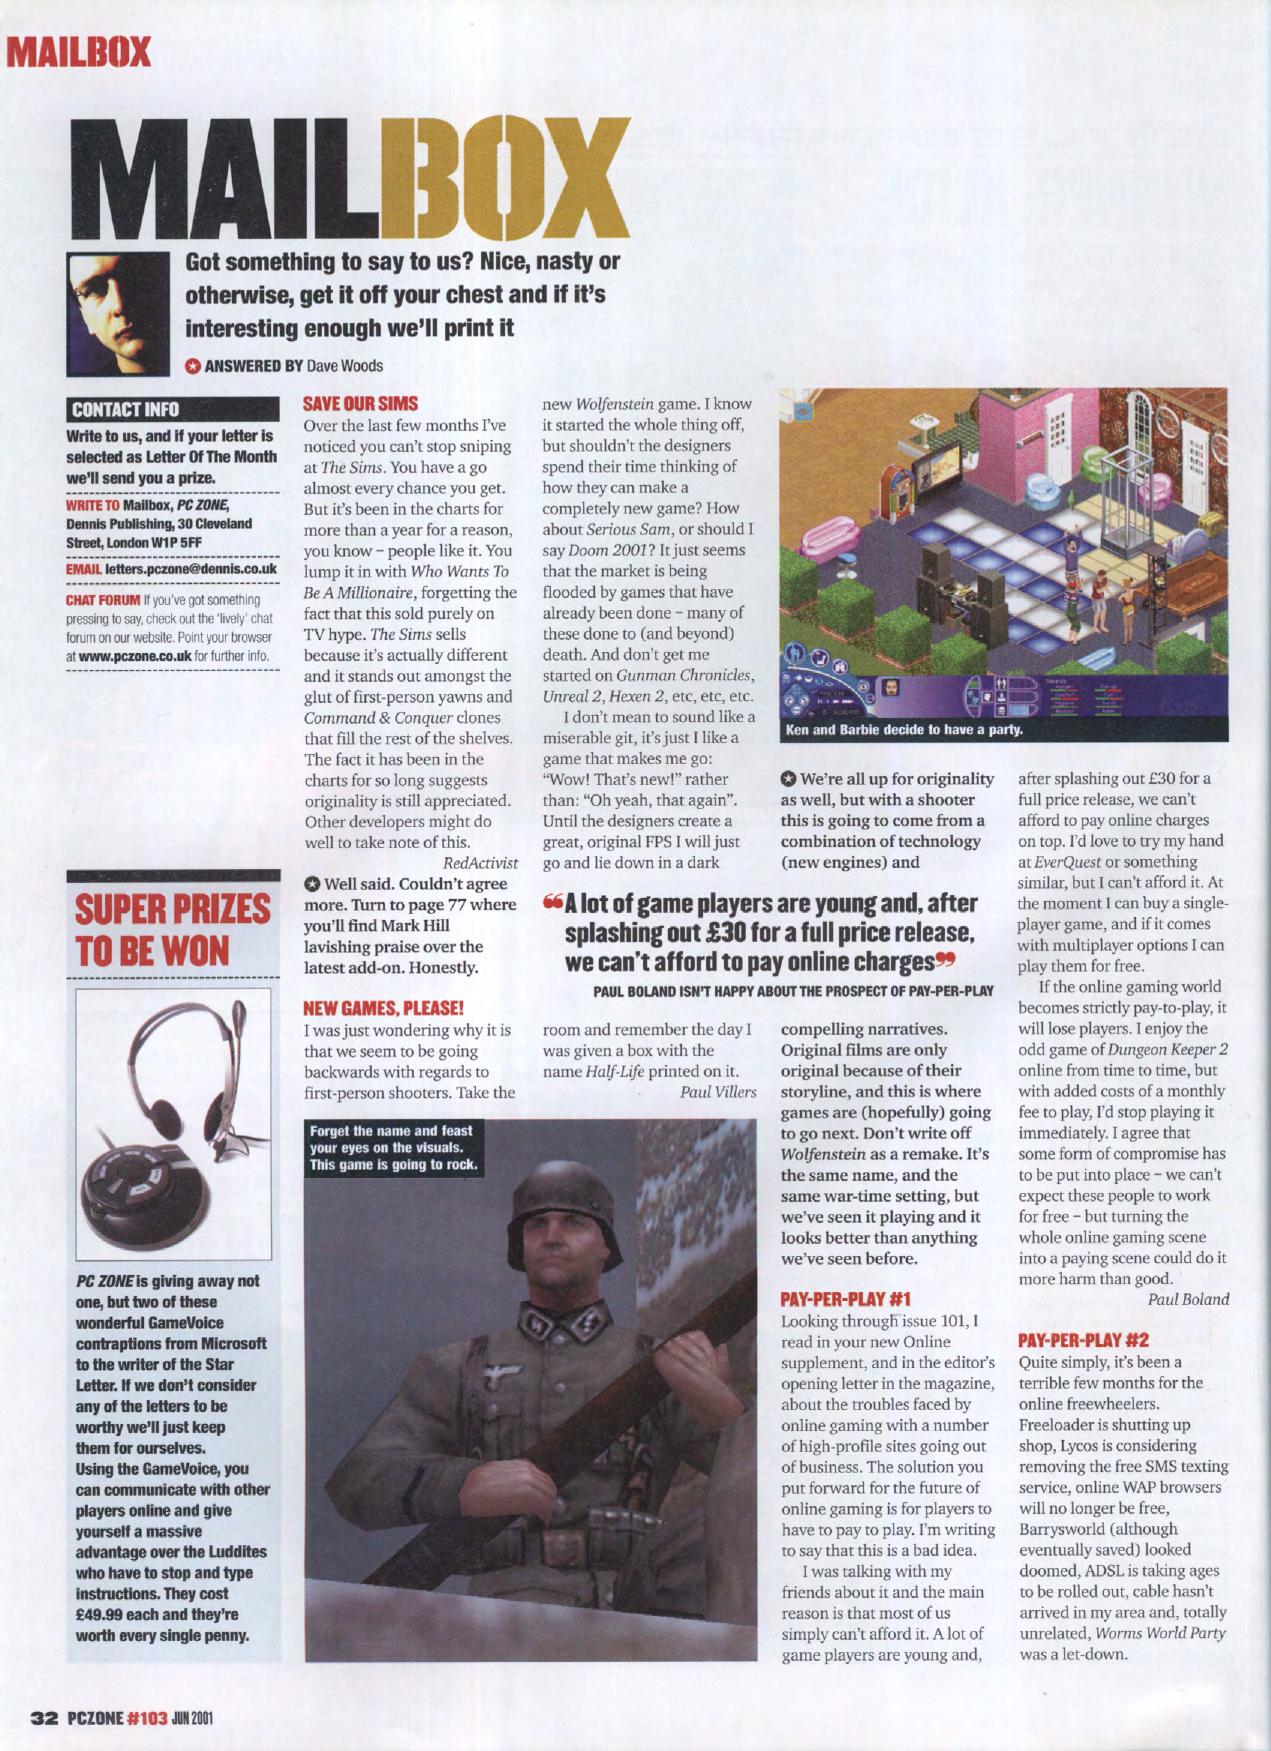 MAILBOX
MAILBOX
Got something to say to us? Nice, nasty or
otherwise, get it off your chest and if it's
interesting enough we'll print it
ANSWERED BY Dave Woods
CONTACT INFO
Write to us, and if your letter is
selected as Letter Of The Month
we'll send you a prize.
WRITE TO Mailbox, PC ZONE,
Dennis Publishing, 30 Cleveland
Street, London W1P 5FF
EMAIL letters.pczone@dennis.co.uk
CHAT FORUM If you've got something
pressing to say, check out the 'lively' chat
forum on our website. Point your browser
at www.pczone.co.uk for further info.
SUPER PRIZES
TO BE WON
PC ZONE is giving away not
one, but two of these
wonderful GameVoice
contraptions from Microsoft
to the writer of the Star
Letter. If we don't consider
any of the letters to be
worthy we'll just keep
them for ourselves.
Using the GameVoice, you
can communicate with other
players online and give
yourself a massive
advantage over the Luddites
who have to stop and type
instructions. They cost
£49.99 each and they're
worth every single penny.
SAVE OUR SIMS
Over the last few months I've
noticed you can't stop sniping
at The Sims. You have a go
almost every chance you get.
But it's been in the charts for
more than a year for a reason,
you know – people like it. You
lump it in with Who Wants To
Be A Millionaire, forgetting the
fact that this sold purely on
TV hype. The Sims sells
because it's actually different
and it stands out amongst the
glut of first-person yawns and
Command & Conquer clones
that fill the rest of the shelves.
The fact it has been in the
charts for so long suggests
originality is still appreciated.
Other developers might do
well to take note of this.
RedActivist
Well said. Couldn't agree
more. Turn to page 77 where
you'll find Mark Hill
lavishing praise over the
latest add-on. Honestly.
NEW GAMES, PLEASE!
I was just wondering why it is
that we seem to be going
backwards with regards to
first-person shooters. Take the
new Wolfenstein game. I know
it started the whole thing off,
but shouldn't the designers
spend their time thinking of
how they can make a
completely new game? How
about Serious Sam, or should I
say Doom 2001? It just seems
that the market is being
flooded by games that have
already been done – many of
these done to (and beyond)
death. And don't get me
started on Gunman Chronicles,
Unreal 2, Hexen 2, etc, etc, etc.
I don't mean to sound like a
miserable git, it's just I like a
game that makes me go:
"Wow! That's new!" rather
than: "Oh yeah, that again".
Until the designers create a
great, original FPS I will just
go and lie down in a dark
room and remember the day I
was given a box with the
name Half-Life printed on it.
Paul Villers
Forget the name and feast
your eyes on the visuals.
This game is going to rock.
Ken and Barbie decide to have a party.
We're all up for originality
as well, but with a shooter
this is going to come from a
combination of technology
(new engines) and
"A lot of game players are young and, after
splashing out £30 for a full price release,
we can't afford to pay online charges"
PAUL BOLAND ISN'T HAPPY ABOUT THE PROSPECT OF PAY-PER-PLAY
compelling narratives.
Original films are only
original because of their
storyline, and this is where
games are (hopefully) going
to go next. Don't write off
Wolfenstein as a remake. It's
the same name, and the
same war-time setting, but
we've seen it playing and it
looks better than anything
we've seen before.
PAY-PER-PLAY #1
Looking through issue 101, I
read in your new Online
supplement, and in the editor's
opening letter in the magazine,
about the troubles faced by
online gaming with a number
of high-profile sites going out
of business. The solution you
put forward for the future of
online gaming is for players to
have to pay to play. I'm writing
to say that this is a bad idea.
I was talking with my
friends about it and the main
reason is that most of us
simply can't afford it. A lot of
game players are young and,
after splashing out £30 for a
full price release, we can't
afford to pay online charges
on top. I'd love to try my hand
at EverQuest or something
similar, but I can't afford it. At
the moment I can buy a single-
player game, and if it comes
with multiplayer options I can
play them for free.
If the online gaming world
becomes strictly pay-to-play, it
will lose players. I enjoy the
odd game of Dungeon Keeper 2
online from time to time, but
with added costs of a monthly
fee to play, I'd stop playing it
immediately. I agree that
some form of compromise has
to be put into place – we can't
expect these people to work
for free – but turning the
whole online gaming scene
into a paying scene could do it
more harm than good.
Paul Boland
PAY-PER-PLAY #2
Quite simply, it's been a
terrible few months for the
online freewheelers.
Freeloader is shutting up
shop, Lycos is considering
removing the free SMS texting
service, online WAP browsers
will no longer be free,
Barrysworld (although
eventually saved) looked
doomed, ADSL is taking ages
to be rolled out, cable hasn't
arrived in my area and, totally
unrelated, Worms World Party
was a let-down.
32 PCZONE #103 JUN 2001